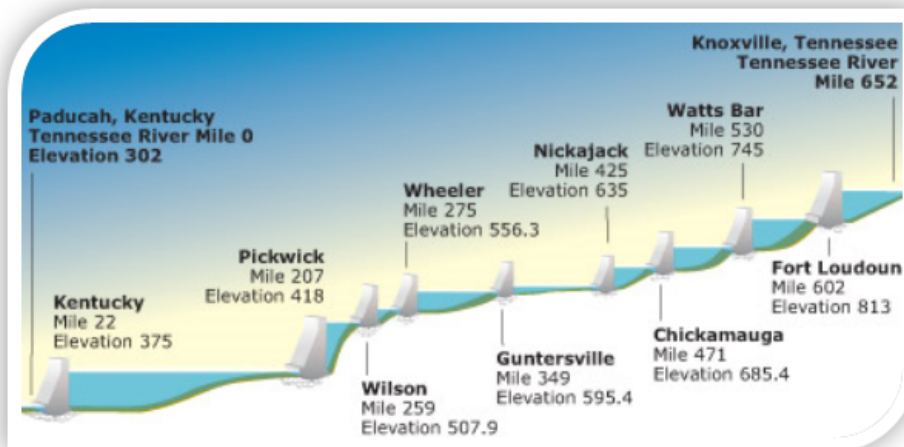 Paducah, Kentucky
Tennessee River Mile 0
Elevation 302
Kentucky
Mile 22
Elevation 375
Pickwick
Mile 207
Elevation 418
Wilson
Mile 259
Elevation 507.9
Wheeler
Mile 275
Elevation 556.3
Guntersville
Mile 349
Elevation 595.4
Nickajack
Mile 425
Elevation 635
Chickamauga
Mile 471
Elevation 685.4
Watts Bar
Mile 530
Elevation 745
Fort Loudoun
Mile 602
Elevation 813
Knoxville, Tennessee
Tennessee River
Mile 652